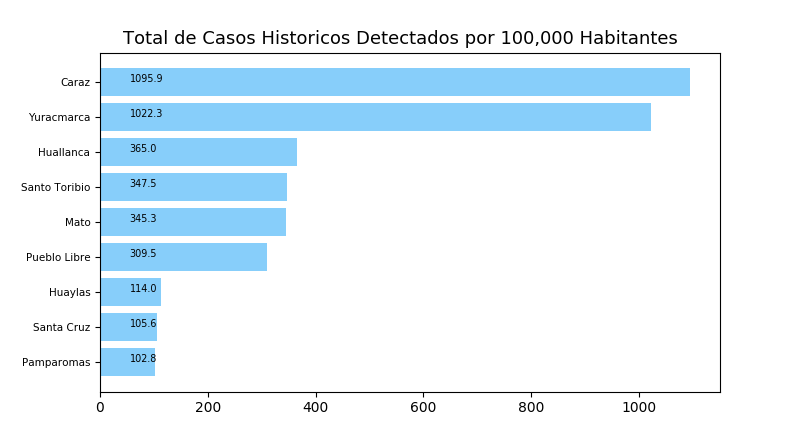 Total de Casos Historicos Detectados por 100,000 Habitantes
Caraz 1095.9
Yuracmarca 1022.3
Huallanca 365.0
Santo Toribio 347.5
Mato 345.3
Pueblo Libre 309.5
Huaylas 114.0
Santa Cruz 105.6
Pamparomas 102.8
0 200 400 600 800 1000